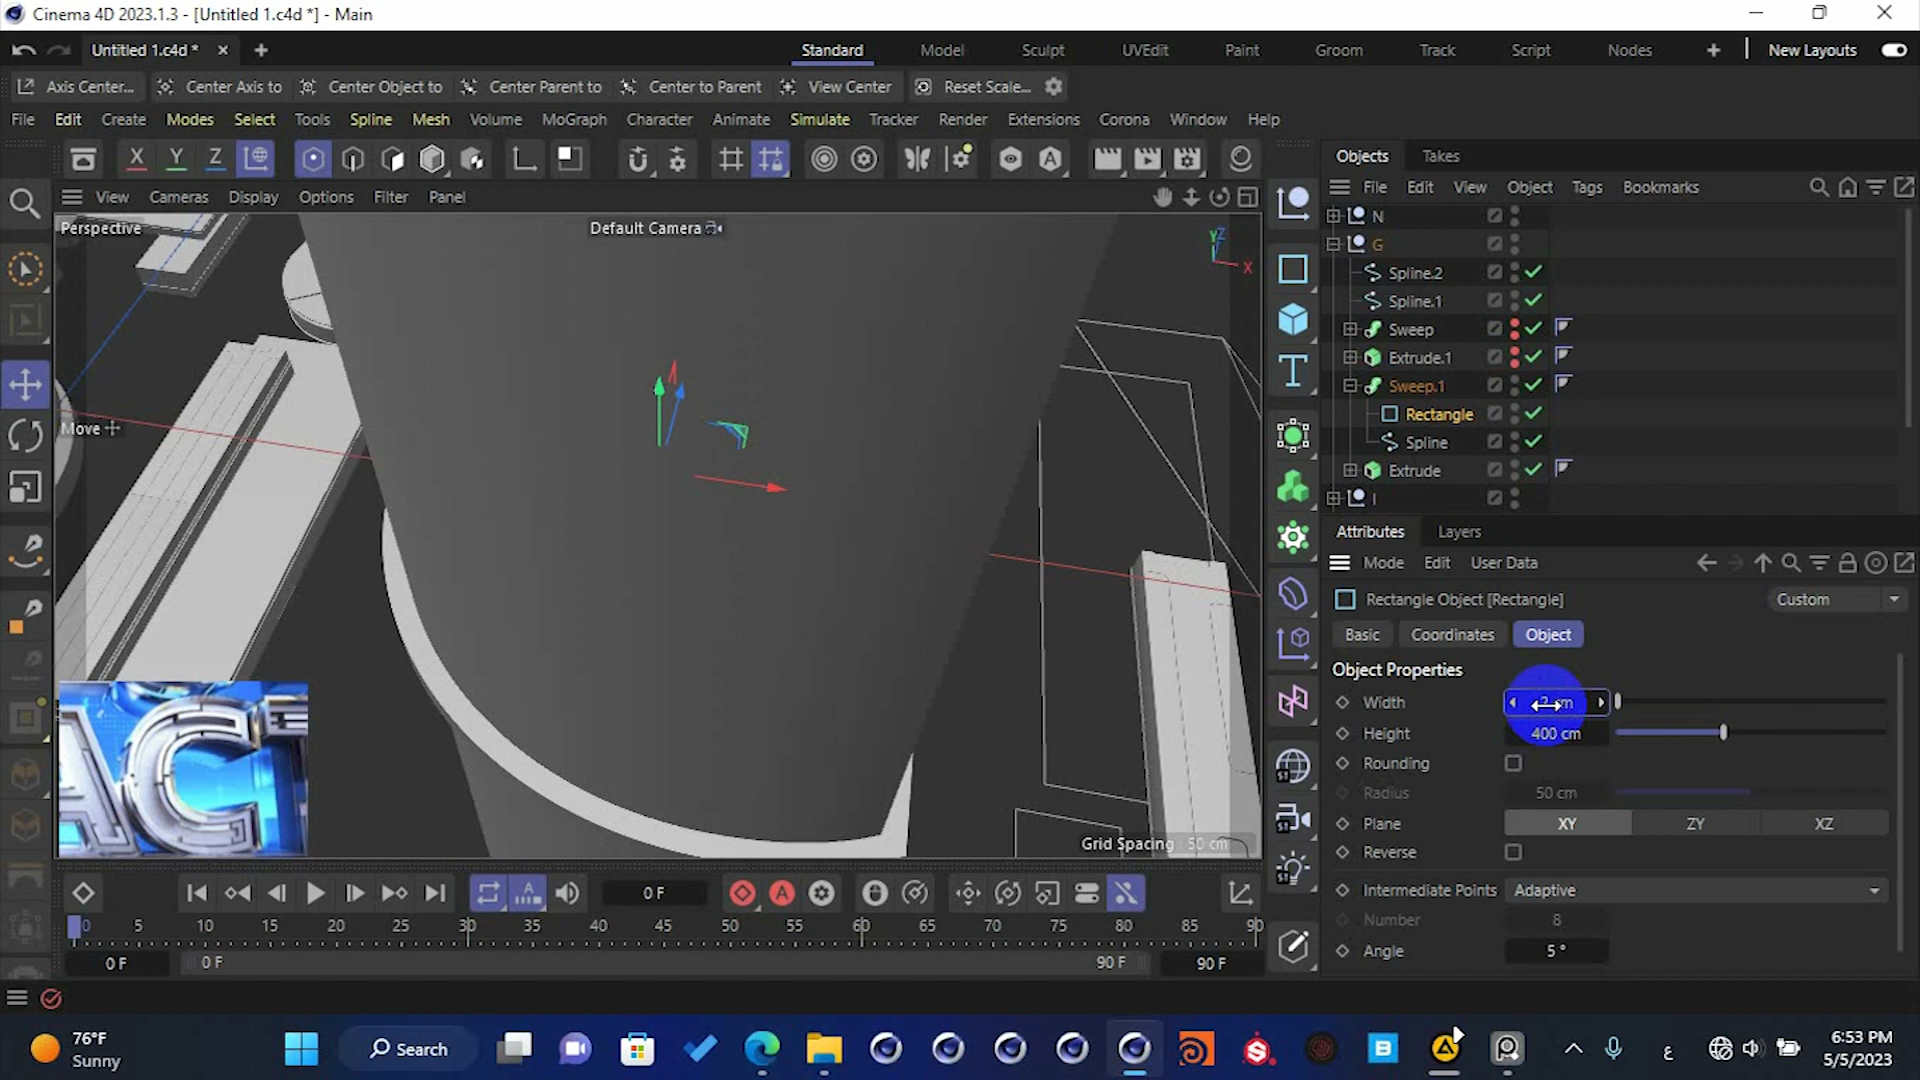 Cinema 4D 2023.1.3 - [Untitled 1.c4d *] - Main
Untitled 1.c4d * × +
Standard Model Sculpt UVEdit Paint Groom Track Script Nodes + New Layouts
Axis Center... Center Axis to Center Object to Center Parent to Center to Parent View Center Reset Scale...
File Edit Create Modes Select Tools Spline Mesh Volume MoGraph Character Animate Simulate Tracker Render Extensions Corona Window Help
X Y Z
Objects Takes
View Cameras Display Options Filter Panel
File Edit View Object Tags Bookmarks
Perspective
Default Camera
Y Z X
N
G
Spline.2
Spline.1
Sweep
Extrude.1
Sweep.1
Rectangle
Spline
Extrude
I
Move
Attributes Layers
Mode Edit User Data
Rectangle Object [Rectangle]
Custom
Basic Coordinates Object
Object Properties
Width
Height 400 cm
Rounding
Radius 50 cm
Plane XY ZY XZ
Reverse
Intermediate Points Adaptive
Number 8
Angle 5 °
Grid Spacing : 50 cm
0 F
0 5 10 15 20 25 30 35 40 45 50 55 60 65 70 75 80 85 90
0 F 0 F 90 F 90 F
76°F
Sunny
Search
ع
6:53 PM
5/5/2023